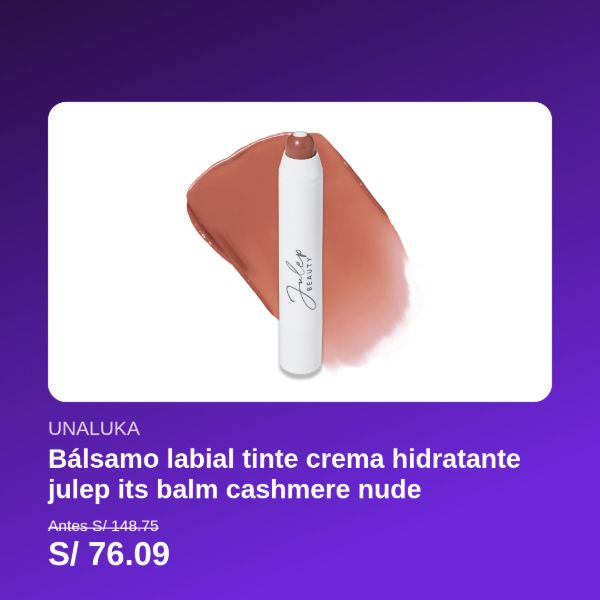 Julep
BEAUTY
UNALUKA
Bálsamo labial tinte crema hidratante
julep its balm cashmere nude
Antes S/ 148.75
S/ 76.09